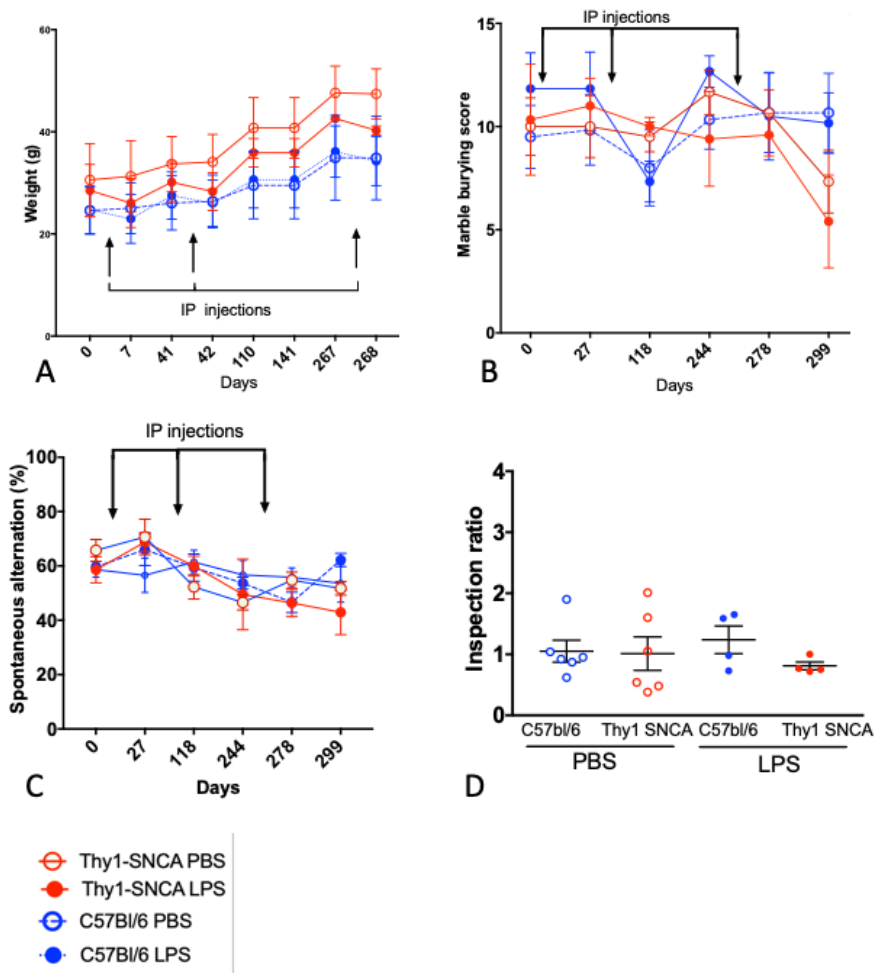 60
40
20
0
Weight (g)
IP injections
0 7 41 42 110 141 267 268
Days
A
IP injections
15
10
5
0
Marble burying score
0 27 118 244 278 299
Days
B
IP injections
100
80
60
40
20
0
Spontaneous alternation (%)
0 27 118 244 278 299
Days
C
4
3
2
1
0
Inspection ratio
C57bl/6 Thy1 SNCA C57bl/6 Thy1 SNCA
PBS LPS
D
Thy1-SNCA PBS
Thy1-SNCA LPS
C57Bl/6 PBS
C57Bl/6 LPS